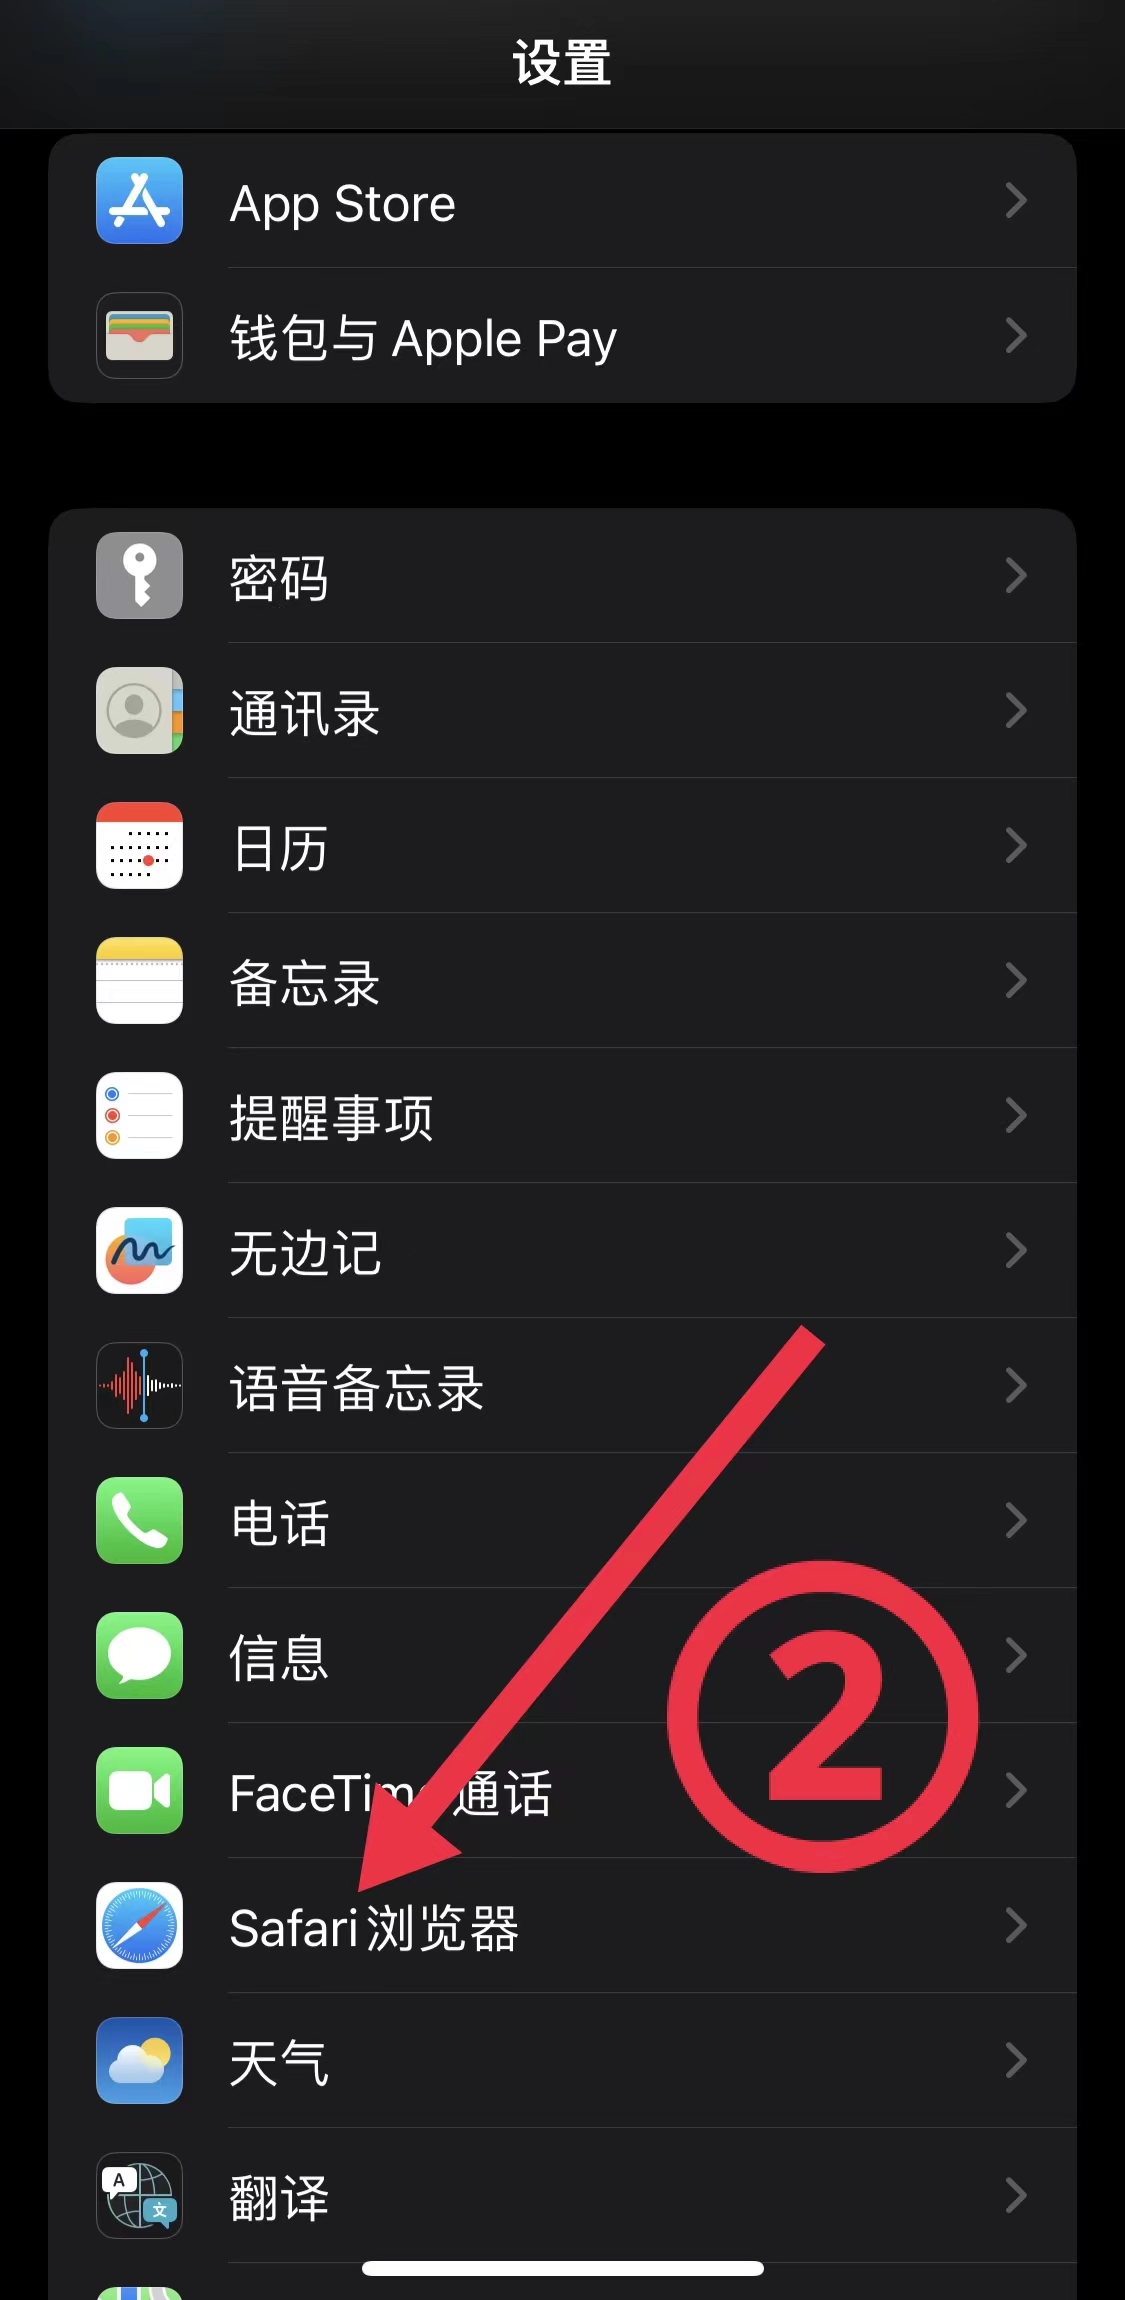 设置
App Store
钱包与 Apple Pay
密码
通讯录
日历
备忘录
提醒事项
无边记
语音备忘录
电话
信息
2
FaceTime 通话
Safari浏览器
天气
A
文
翻译